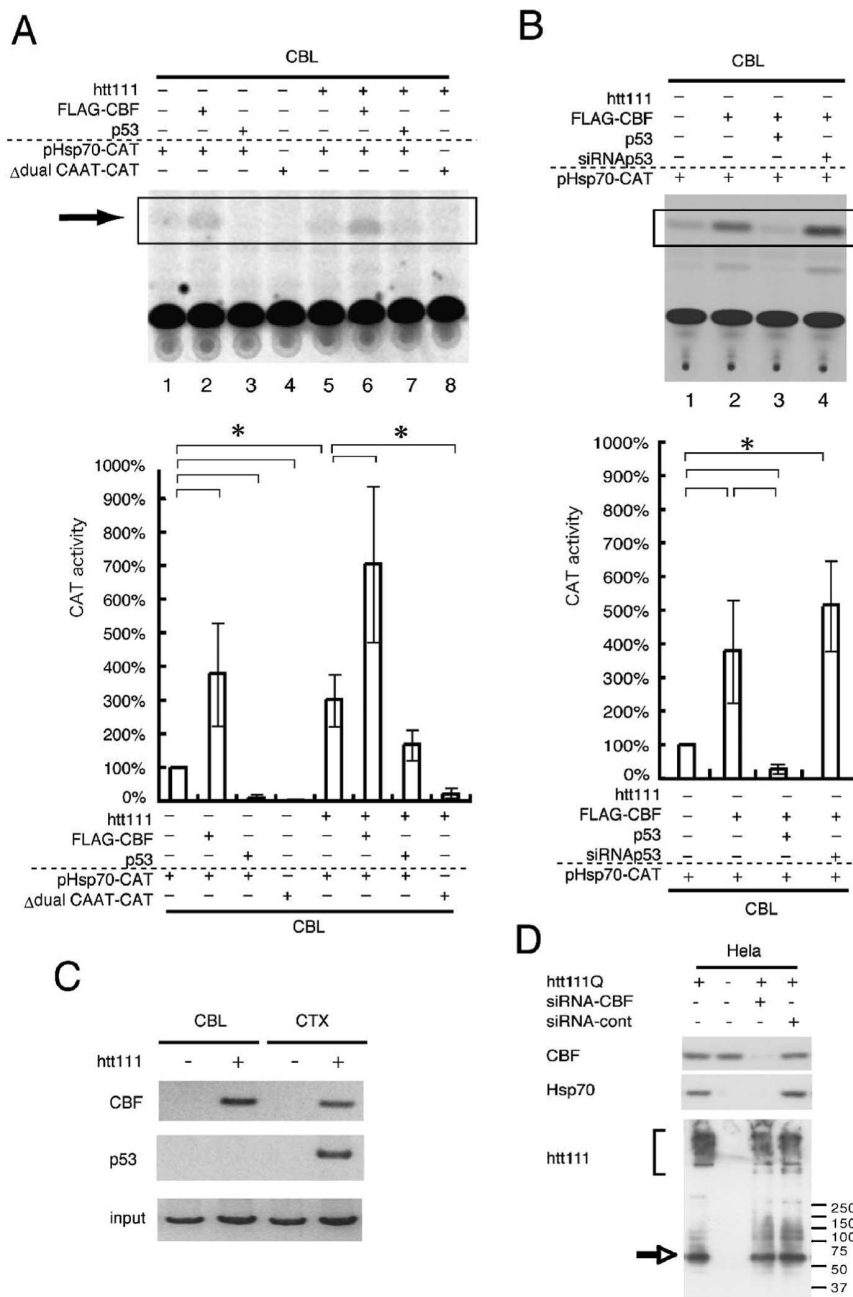 A
CBL
htt111 – – – – + + + +
FLAG-CBF – + – – – + – –
p53 – – + – – – + –
pHsp70-CAT + + + – + + + –
Δdual CAAT-CAT – – – + – – – +
1 2 3 4 5 6 7 8
* *
CAT activity
1000%
900%
800%
700%
600%
500%
400%
300%
200%
100%
0%
htt111 – – – – + + + +
FLAG-CBF – + – – – + – –
p53 – – + – – – + –
pHsp70-CAT + + + – + + + –
Δdual CAAT-CAT – – – + – – – +
CBL
B
CBL
htt111 – – – –
FLAG-CBF – + + +
p53 – – + –
siRNAp53 – – – +
pHsp70-CAT + + + +
1 2 3 4
*
CAT activity
1000%
900%
800%
700%
600%
500%
400%
300%
200%
100%
0%
htt111 – – – –
FLAG-CBF – + + +
p53 – – + –
siRNAp53 – – – +
pHsp70-CAT + + + +
CBL
C
CBL CTX
htt111 - + - +
CBF
p53
input
D
Hela
htt111Q + - + +
siRNA-CBF - - + -
siRNA-cont - - - +
CBF
Hsp70
htt111
250
150
100
75
50
37